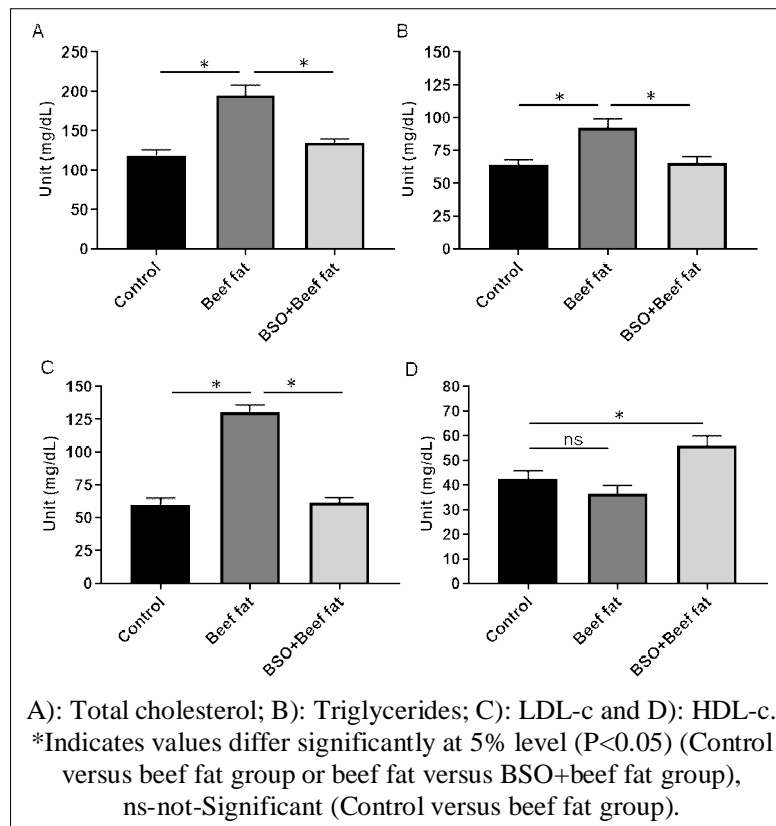 A
250
200
150
100
50
0
Unit (mg/dL)
*
*
Control
Beef fat
BSO+Beef fat
B
150
125
100
75
50
25
0
Unit (mg/dL)
*
*
Control
Beef fat
BSO+Beef fat
C
150
125
100
75
50
25
0
Unit (mg/dL)
*
*
Control
Beef fat
BSO+Beef fat
D
80
70
60
50
40
30
20
10
0
Unit (mg/dL)
*
ns
Control
Beef fat
BSO+Beef fat
A): Total cholesterol; B): Triglycerides; C): LDL-c and D): HDL-c.
*Indicates values differ significantly at 5% level (P<0.05) (Control
versus beef fat group or beef fat versus BSO+beef fat group),
ns-not-Significant (Control versus beef fat group).